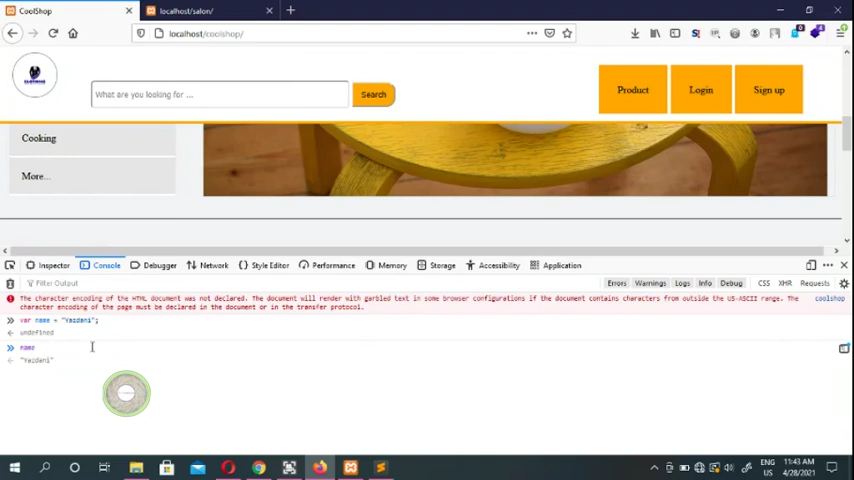 CoolShop
localhost/salon/
localhost/coolshop/
What are you looking for ...
Search
Product
Login
Sign up
Cooking
More...
Inspector
Console
Debugger
Network
Style Editor
Performance
Memory
Storage
Accessibility
Application
Filter Output
Errors
Warnings
Logs
Info
Debug
CSS
XHR
Requests
The character encoding of the HTML document was not declared. The document will render with garbled text in some browser configurations if the document contains characters from outside the US-ASCII range. The
character encoding of the page must be declared in the document or in the transfer protocol.
coolshop
var name = "Yazdani";
undefined
name
"Yazdani"
ENG
US
11:43 AM
4/28/2021